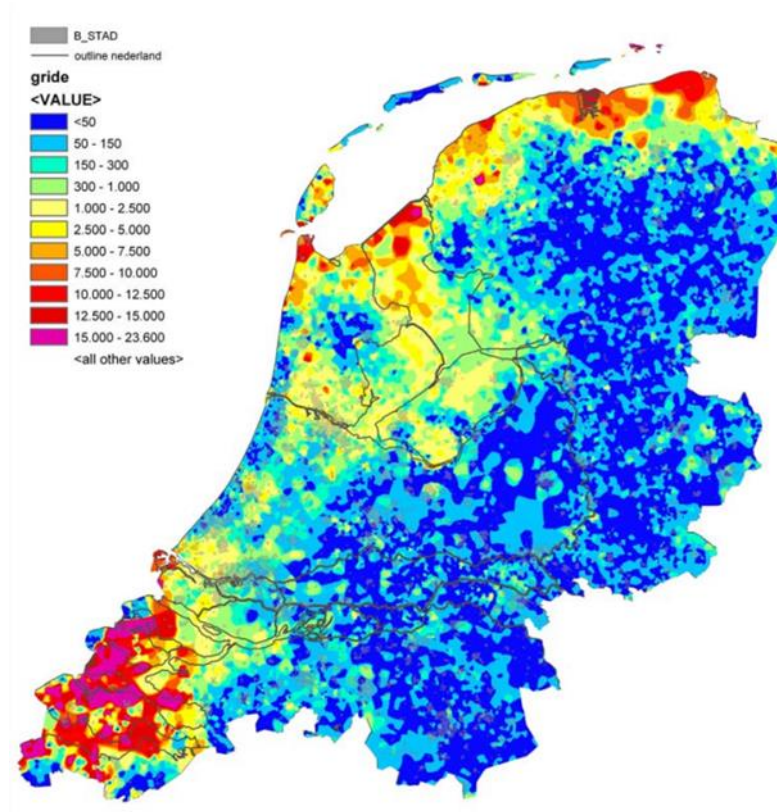 B_STAD
outline nederland
gride
<VALUE>
<50
50 - 150
150 - 300
300 - 1.000
1.000 - 2.500
2.500 - 5.000
5.000 - 7.500
7.500 - 10.000
10.000 - 12.500
12.500 - 15.000
15.000 - 23.600
<all other values>